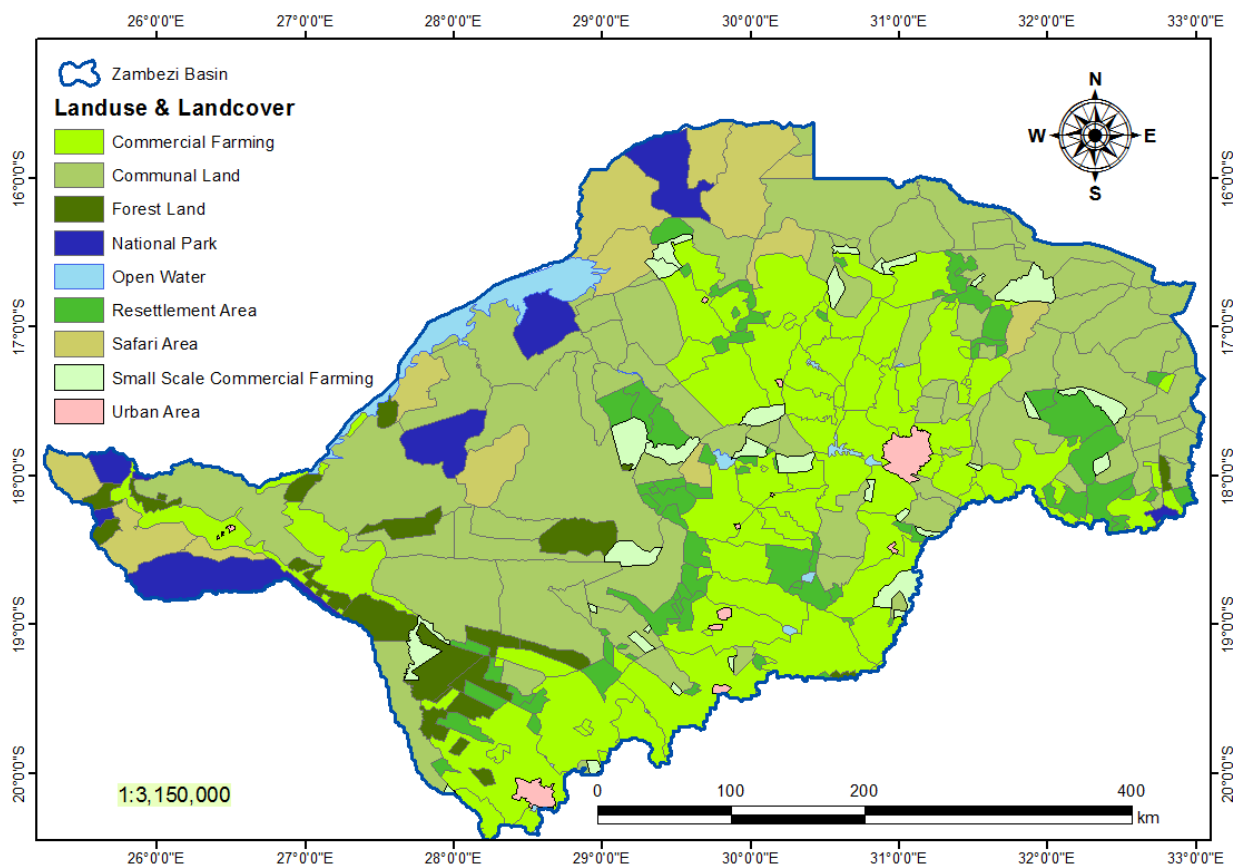 26°0'0"E 27°0'0"E 28°0'0"E 29°0'0"E 30°0'0"E 31°0'0"E 32°0'0"E 33°0'0"E
Zambezi Basin
Landuse & Landcover
Commercial Farming
Communal Land
Forest Land
National Park
Open Water
Resettlement Area
Safari Area
Small Scale Commercial Farming
Urban Area
N
W E
S
16°0'0"S 16°0'0"S
17°0'0"S 17°0'0"S
18°0'0"S 18°0'0"S
19°0'0"S 19°0'0"S
20°0'0"S 20°0'0"S
1:3,150,000
0 100 200 400
km
26°0'0"E 27°0'0"E 28°0'0"E 29°0'0"E 30°0'0"E 31°0'0"E 32°0'0"E 33°0'0"E